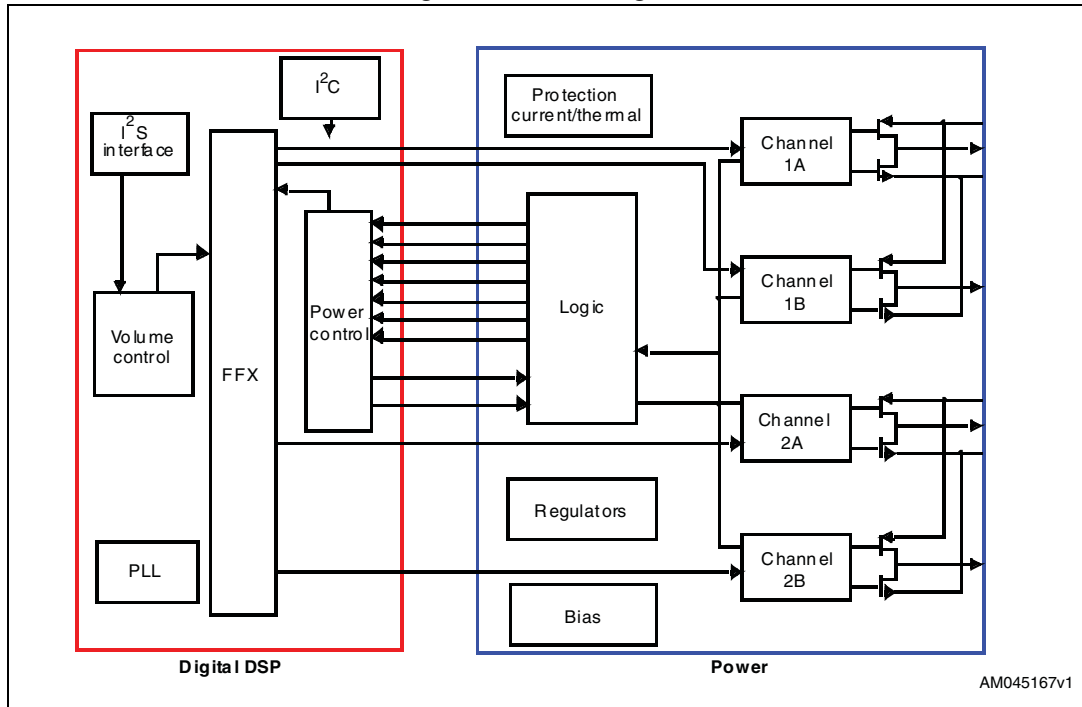 I2C
I2S
interface
Protection
current/thermal
Channel
1A
Channel
1B
Logic
Power
control
Volume
control
FFX
Channel
2A
Regulators
PLL
Channel
2B
Bias
Digital DSP
Power
AM045167v1